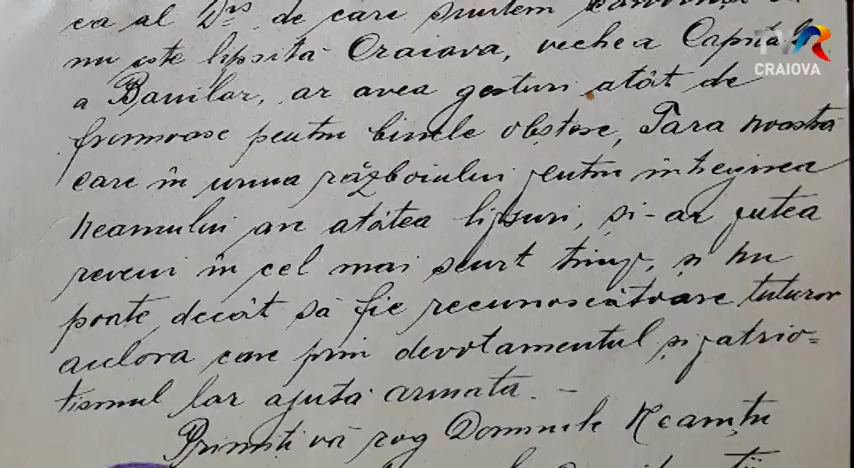 ca al Drs de care suntem
nu este lipsită Craiova, vechea Capitală
a Banilor, ar avea gesturi atât de
frumoase pentru binele obștesc, Țara noastră
care în urma războiului pentru întregirea
neamului are atâtea lipsuri, și-ar putea
reveni în cel mai scurt timp, și nu
poate decât să fie recunoscătoare tuturor
acelora care prin devotamentul și patrio=
tismul lor ajută armata. –
Primiți vă rog Domnule Neamțu
TVR
CRAIOVA